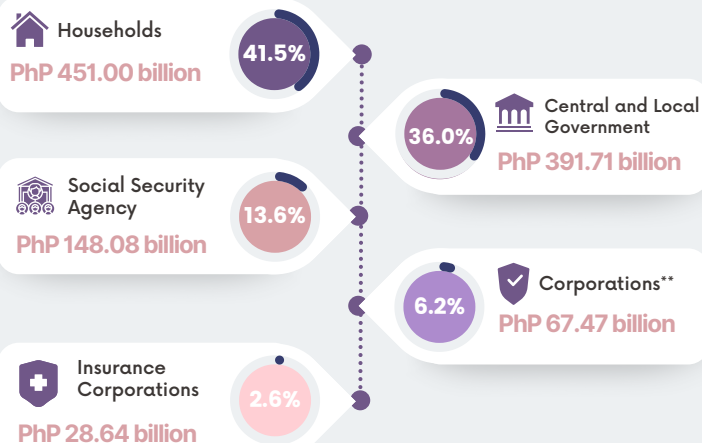 Households
PhP 451.00 billion
41.5%
Central and Local
Government
PhP 391.71 billion
36.0%
Social Security
Agency
PhP 148.08 billion
13.6%
Corporations**
PhP 67.47 billion
6.2%
Insurance
Corporations
PhP 28.64 billion
2.6%